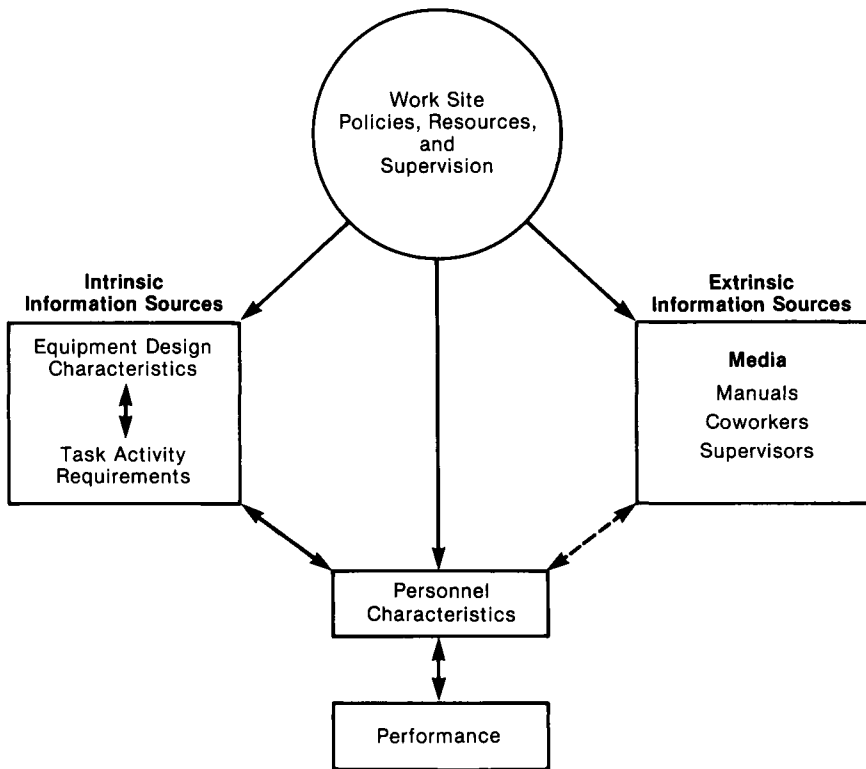 Work Site
Policies, Resources,
and
Supervision
Intrinsic
Information Sources
Equipment Design
Characteristics
Task Activity
Requirements
Extrinsic
Information Sources
Media
Manuals
Coworkers
Supervisors
Personnel
Characteristics
Performance